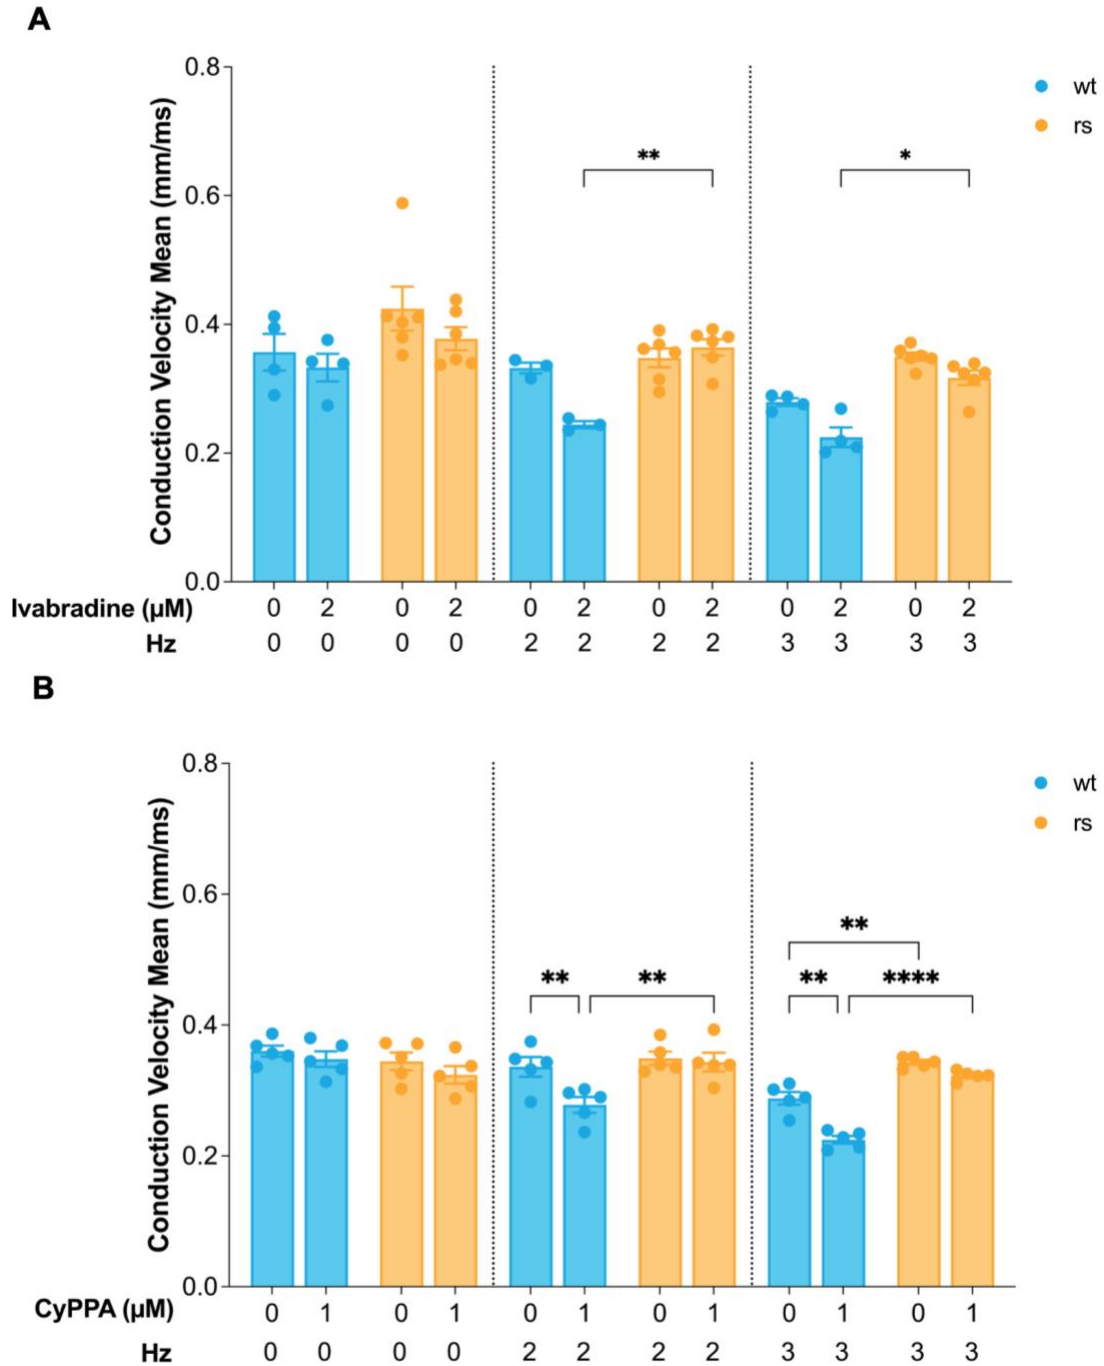 A
Conduction Velocity Mean (mm/ms)
0.8
0.6
0.4
0.2
0.0
wt
rs
** *
Ivabradine (µM) 0 2 0 2 0 2 0 2 0 2 0 2
Hz 0 0 0 0 2 2 2 2 3 3 3 3
B
Conduction Velocity Mean (mm/ms)
0.8
0.6
0.4
0.2
0.0
wt
rs
**
** ** ** ****
CyPPA (µM) 0 1 0 1 0 1 0 1 0 1 0 1
Hz 0 0 0 0 2 2 2 2 3 3 3 3